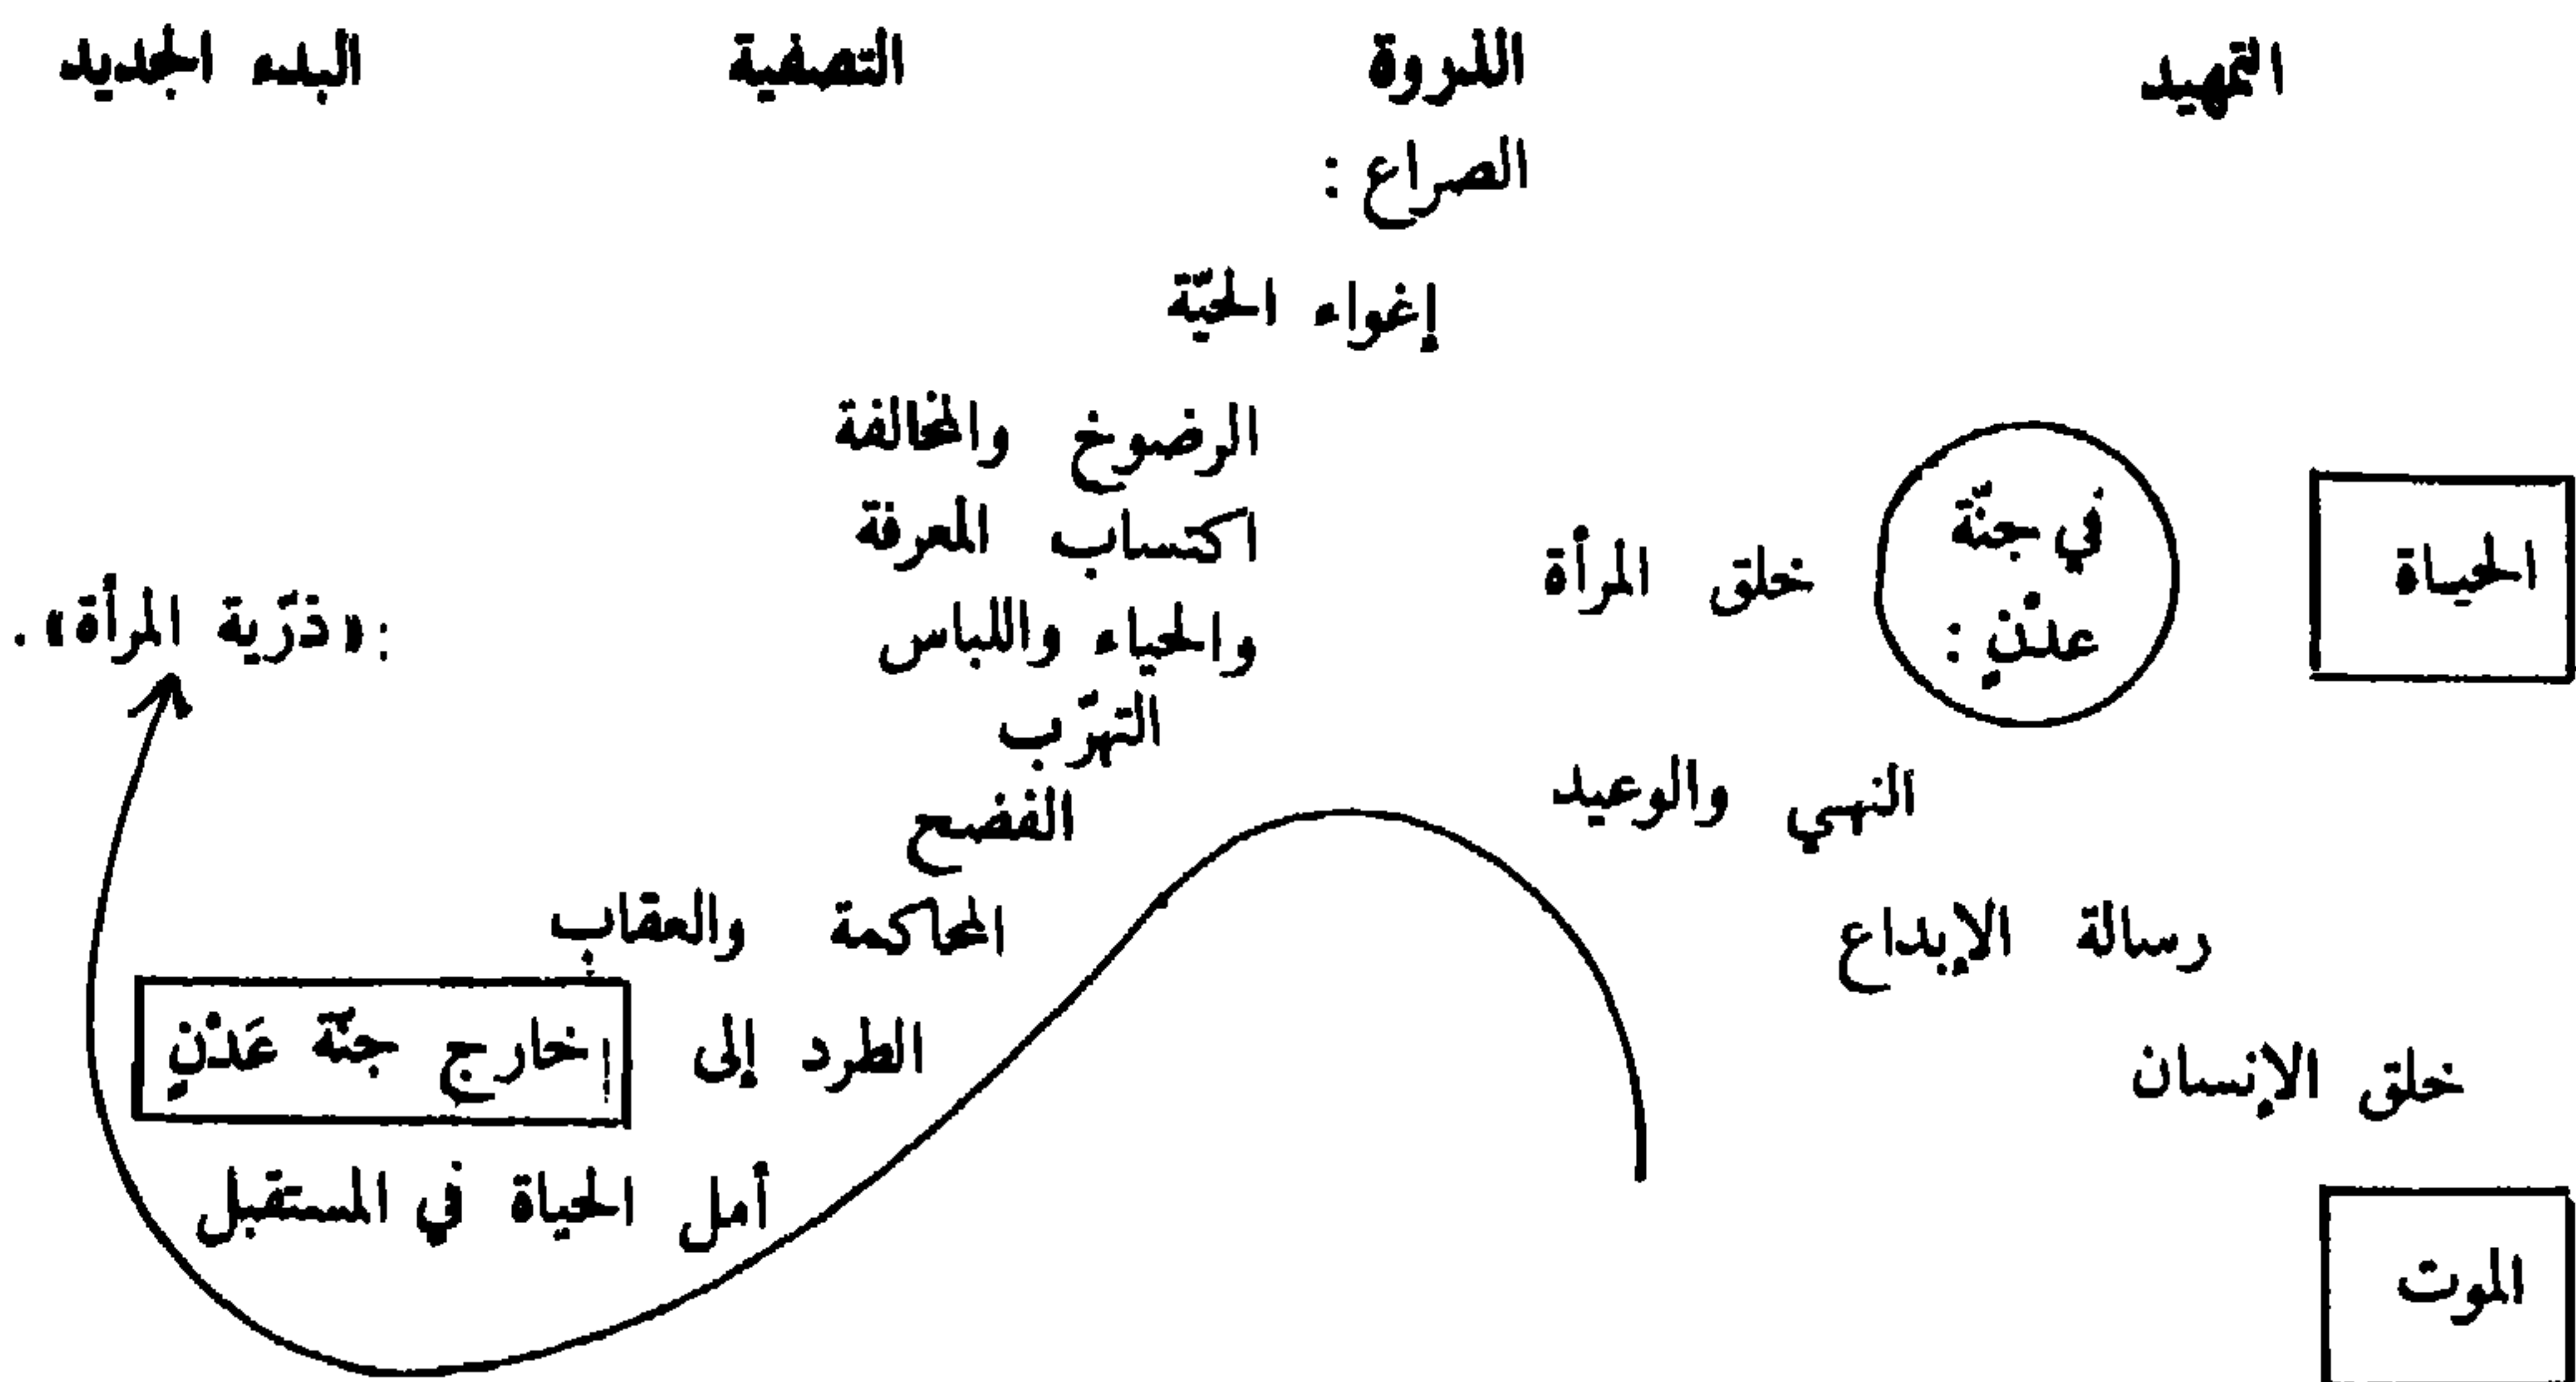 التمهيد الذروة التصفية البدء الجديد
الصراع :
إغواء الحيّة
الرضوخ والمخالفة
اكتساب المعرفة
والحياء واللباس
التهرّب
الفضح
المحاكمة والعقاب
الطرد إلى خارج جنّة عَدْنٍ
أمل الحياة في المستقبل
: «ذرّية المرأة» .
الحياة
في جنّة
عدْنٍ :
خلق المرأة
النهي والوعيد
رسالة الإبداع
خلق الإنسان
الموت